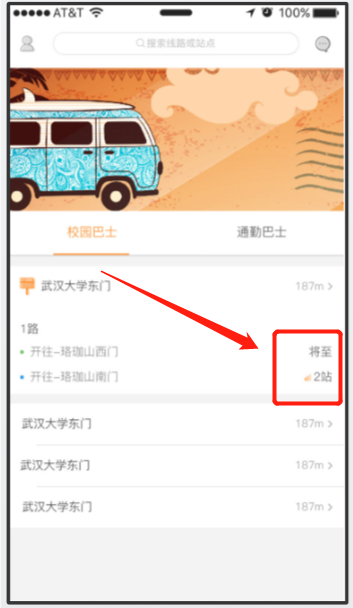 AT&T 100%
搜索线路或站点
校园巴士 通勤巴士
武汉大学东门 187m
1路
开往-珞珈山西门 将至
开往-珞珈山南门 2站
武汉大学东门 187m
武汉大学东门 187m
武汉大学东门 187m